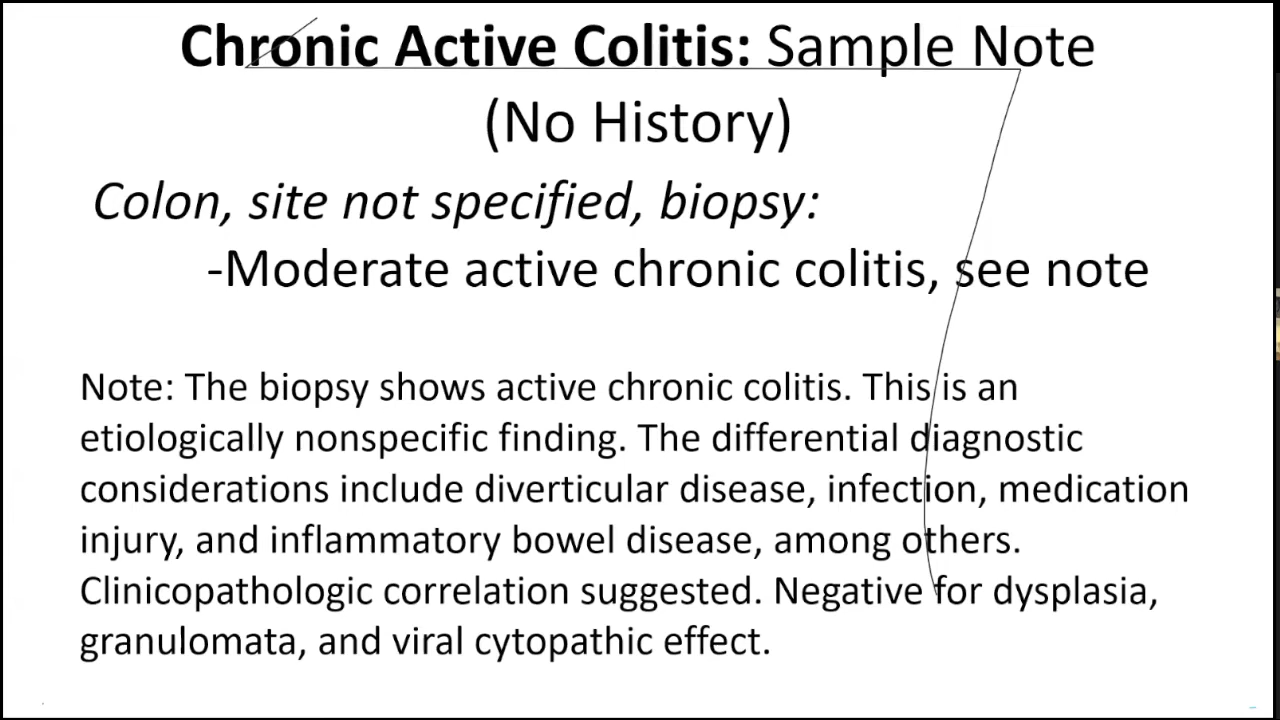 Chronic Active Colitis: Sample Note
(No History)
Colon, site not specified, biopsy:
-Moderate active chronic colitis, see note
Note: The biopsy shows active chronic colitis. This is an
etiologically nonspecific finding. The differential diagnostic
considerations include diverticular disease, infection, medication
injury, and inflammatory bowel disease, among others.
Clinicopathologic correlation suggested. Negative for dysplasia,
granulomata, and viral cytopathic effect.